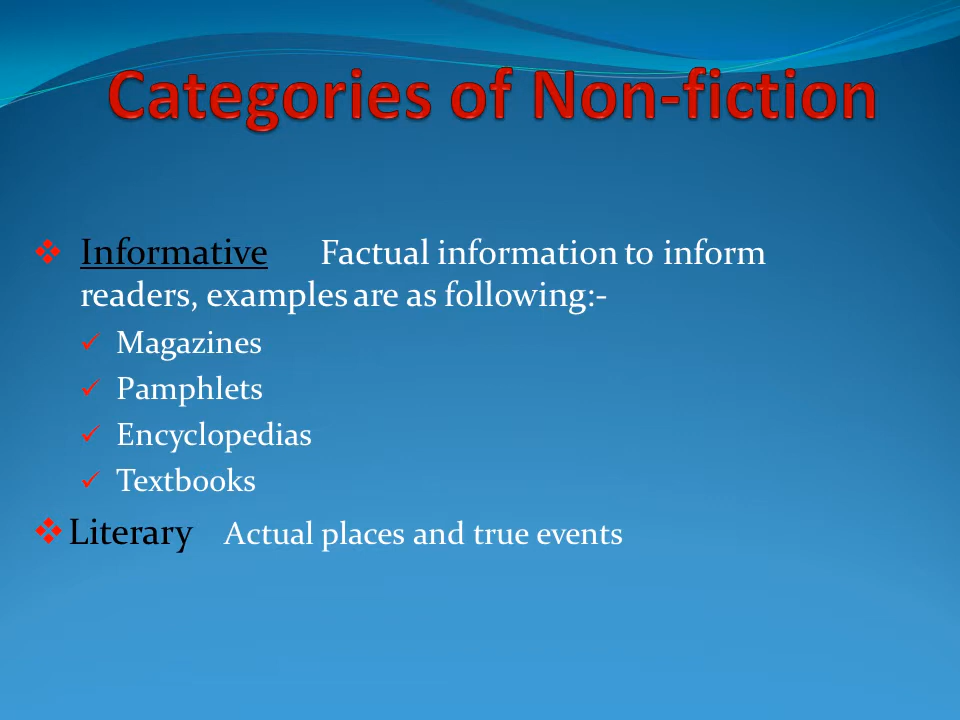 Categories of Non-fiction
Informative Factual information to inform
readers, examples are as following:-
Magazines
Pamphlets
Encyclopedias
Textbooks
Literary Actual places and true events